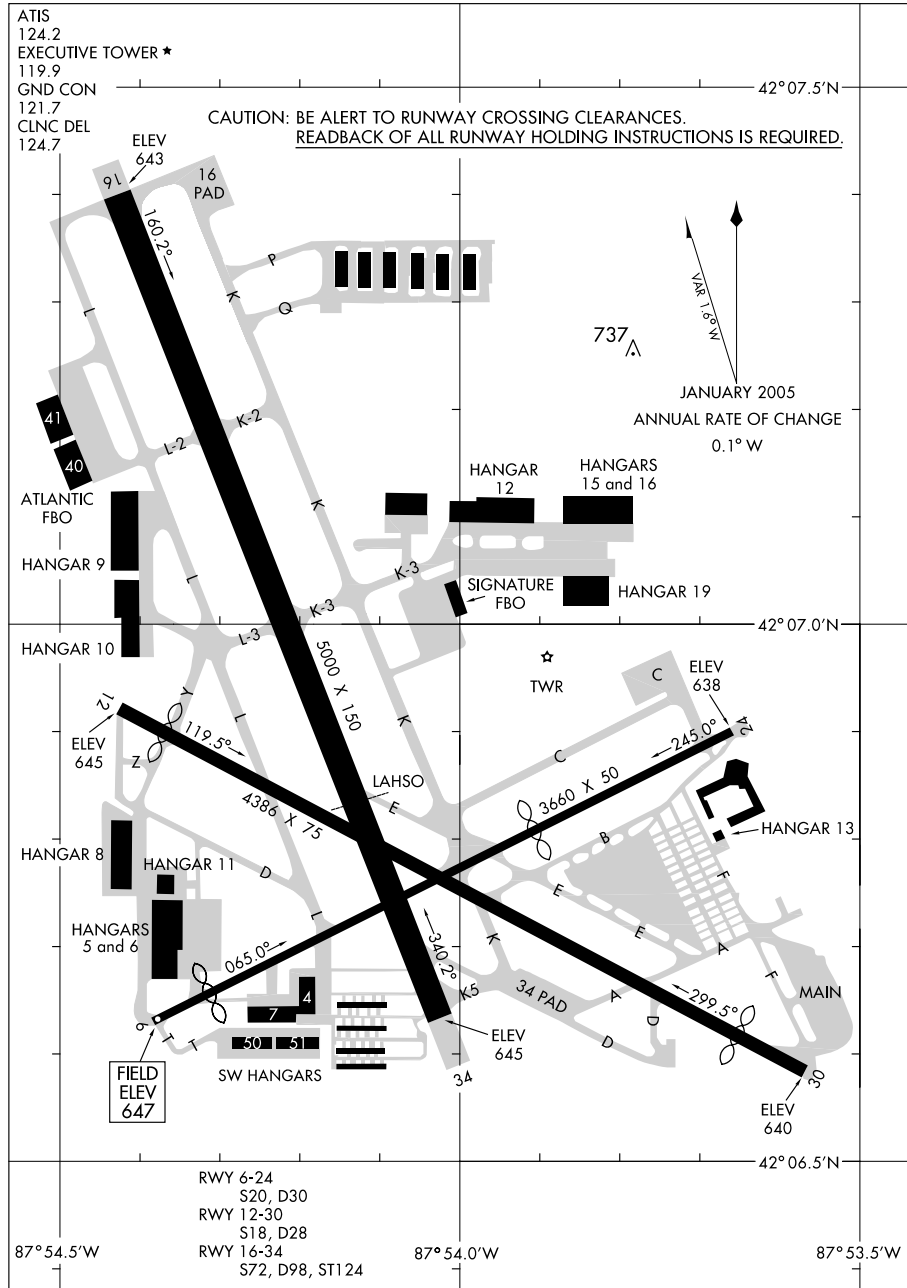 ATIS
124.2
EXECUTIVE TOWER ★
119.9
GND CON
121.7
CLNC DEL
124.7
42°07.5'N
CAUTION: BE ALERT TO RUNWAY CROSSING CLEARANCES.
READBACK OF ALL RUNWAY HOLDING INSTRUCTIONS IS REQUIRED.
ELEV
643
16
16
PAD
160.2°
P
K
Q
L
VAR 1.6° W
737
JANUARY 2005
ANNUAL RATE OF CHANGE
0.1° W
41
40
K-2
L-2
ATLANTIC
FBO
HANGAR
12
HANGARS
15 and 16
K
HANGAR 9
K-3
L
SIGNATURE
FBO
HANGAR 19
K-3
L-3
42°07.0'N
HANGAR 10
5000 X 150
TWR
C
ELEV
638
12
Y
L
K
24
ELEV
645
119.5°
245.0°
Z
C
LAHSO
3660 X 50
4386 X 75
E
B
HANGAR 13
HANGAR 8
HANGAR 11
D
F
E
HANGARS
5 and 6
L
K
E
A
340.2°
065.0°
F
K5
34 PAD
A
299.5°
MAIN
4
7
D
6
T
T
50
51
D
ELEV
645
SW HANGARS
34
30
FIELD
ELEV
647
ELEV
640
42°06.5'N
RWY 6-24
S20, D30
RWY 12-30
S18, D28
RWY 16-34
S72, D98, ST124
87°54.5'W
87°54.0'W
87°53.5'W